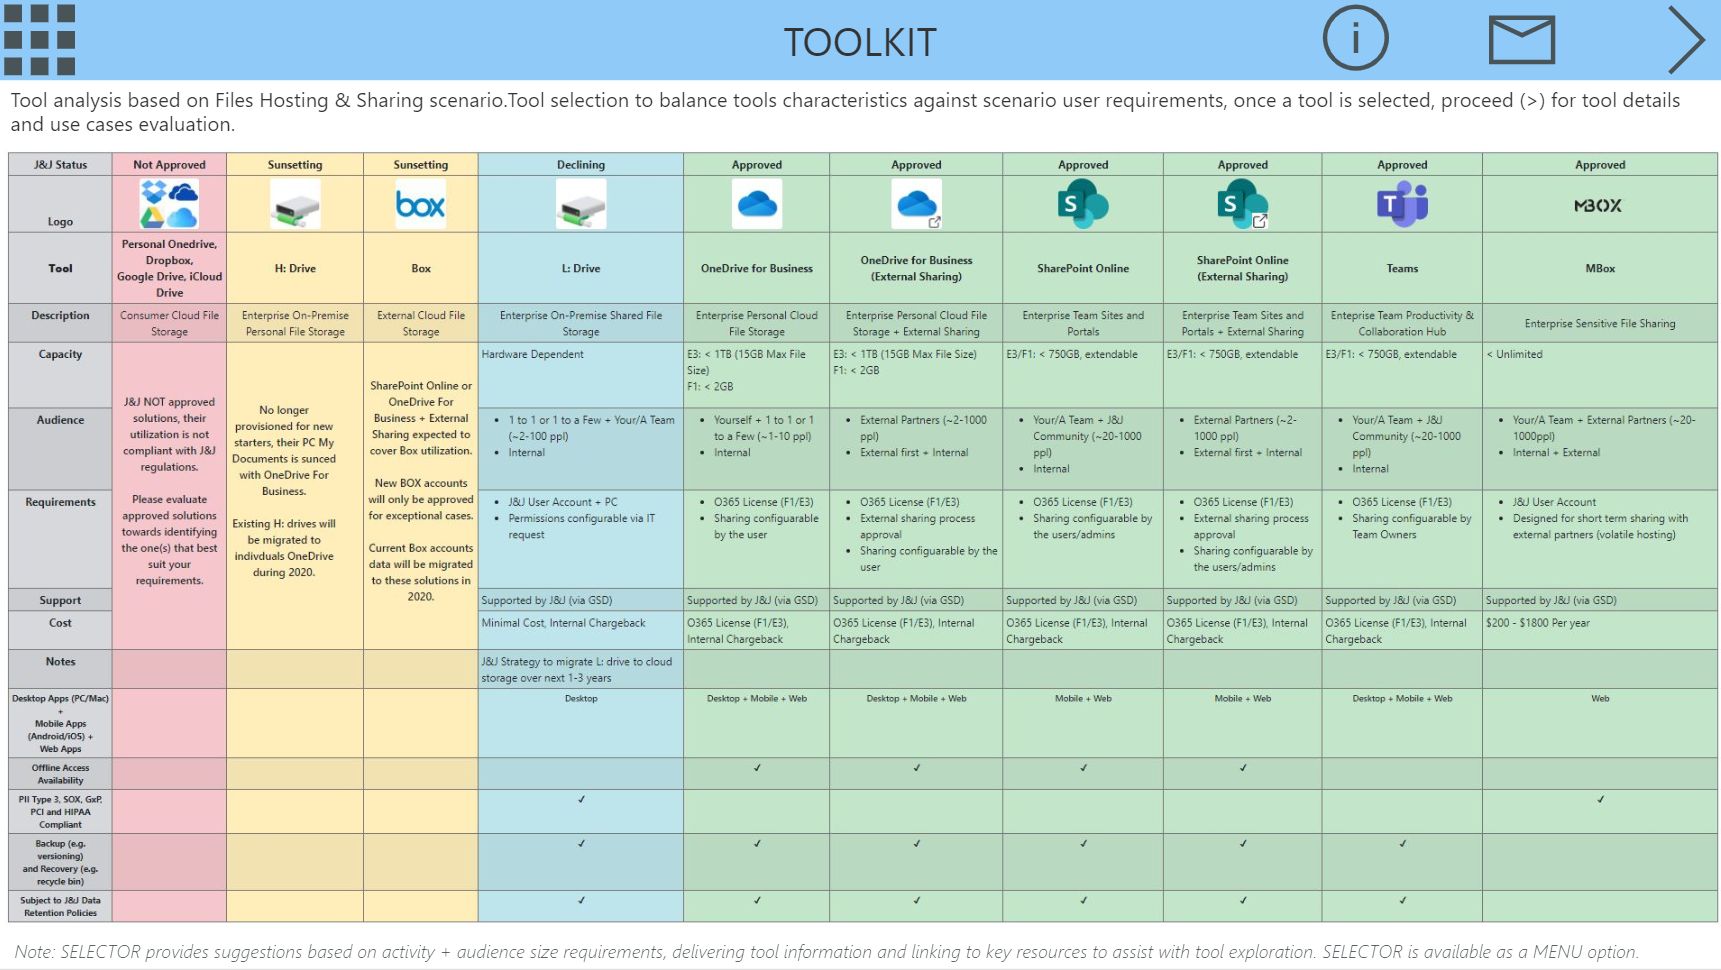 TOOLKIT
i
Tool analysis based on Files Hosting & Sharing scenario.Tool selection to balance tools characteristics against scenario user requirements, once a tool is selected, proceed (>) for tool details
and use cases evaluation.
J&J Status
Not Approved
Sunsetting
Sunsetting
Declining
Approved
Approved
Approved
Approved
Approved
Approved
Logo
box
S
S
T
MBOX
Tool
Personal Onedrive,
Dropbox,
Google Drive, iCloud
Drive
H: Drive
Box
L: Drive
OneDrive for Business
OneDrive for Business
(External Sharing)
SharePoint Online
SharePoint Online
(External Sharing)
Teams
MBox
Description
Consumer Cloud File
Storage
Enterprise On-Premise
Personal File Storage
External Cloud File
Storage
Enterprise On-Premise Shared File
Storage
Enterprise Personal Cloud
File Storage
Enterprise Personal Cloud File
Storage + External Sharing
Enterprise Team Sites and
Portals
Enterprise Team Sites and
Portals + External Sharing
Enterprise Team Productivity &
Collaboration Hub
Enterprise Sensitive File Sharing
J&J NOT approved
solutions, their
utilization is not
compliant with J&J
regulations.
Please evaluate
approved solutions
towards identifying
the one(s) that best
suit your
requirements.
No longer
provisioned for new
starters, their PC My
Documents is sunced
with OneDrive For
Business.
Existing H: drives will
be migrated to
indivduals OneDrive
during 2020.
SharePoint Online or
OneDrive For
Business + External
Sharing expected to
cover Box utilization.
New BOX accounts
will only be approved
for exceptional cases.
Current Box accounts
data will be migrated
to these solutions in
2020.
Capacity
Hardware Dependent
E3: < 1TB (15GB Max File
Size)
F1: < 2GB
E3: < 1TB (15GB Max File Size)
F1: < 2GB
E3/F1: < 750GB, extendable
E3/F1: < 750GB, extendable
E3/F1: < 750GB, extendable
< Unlimited
Audience
• 1 to 1 or 1 to a Few + Your/A Team
(~2-100 ppl)
• Internal
• Yourself + 1 to 1 or 1
to a Few (~1-10 ppl)
• Internal
• External Partners (~2-1000
ppl)
• External first + Internal
• Your/A Team + J&J
Community (~20-1000
ppl)
• Internal
• External Partners (~2-
1000 ppl)
• External first + Internal
• Your/A Team + J&J
Community (~20-1000
ppl)
• Internal
• Your/A Team + External Partners (~20-
1000ppl)
• Internal + External
Requirements
• J&J User Account + PC
• Permissions configurable via IT
request
• O365 License (F1/E3)
• Sharing configuarable
by the user
• O365 License (F1/E3)
• External sharing process
approval
• Sharing configuarable by the
user
• O365 License (F1/E3)
• Sharing configuarable by
the users/admins
• O365 License (F1/E3)
• External sharing process
approval
• Sharing configuarable by
the users/admins
• O365 License (F1/E3)
• Sharing configuarable by
Team Owners
• J&J User Account
• Designed for short term sharing with
external partners (volatile hosting)
Support
Supported by J&J (via GSD)
Supported by J&J (via GSD)
Supported by J&J (via GSD)
Supported by J&J (via GSD)
Supported by J&J (via GSD)
Supported by J&J (via GSD)
Supported by J&J (via GSD)
Cost
Minimal Cost, Internal Chargeback
O365 License (F1/E3),
Internal Chargeback
O365 License (F1/E3), Internal
Chargeback
O365 License (F1/E3), Internal
Chargeback
O365 License (F1/E3), Internal
Chargeback
O365 License (F1/E3), Internal
Chargeback
$200 - $1800 Per year
Notes
J&J Strategy to migrate L: drive to cloud
storage over next 1-3 years
Desktop Apps (PC/Mac)
+
Mobile Apps
(Android/iOS) +
Web Apps
Desktop
Desktop + Mobile + Web
Desktop + Mobile + Web
Mobile + Web
Mobile + Web
Desktop + Mobile + Web
Web
Offline Access
Availability
✓ ✓ ✓ ✓
PII Type 3, SOX, GxP,
PCI and HIPAA
Compliant
✓ ✓
Backup (e.g.
versioning)
and Recovery (e.g.
recycle bin)
✓ ✓ ✓ ✓ ✓ ✓
Subject to J&J Data
Retention Policies
✓ ✓ ✓ ✓ ✓ ✓
Note: SELECTOR provides suggestions based on activity + audience size requirements, delivering tool information and linking to key resources to assist with tool exploration. SELECTOR is available as a MENU option.